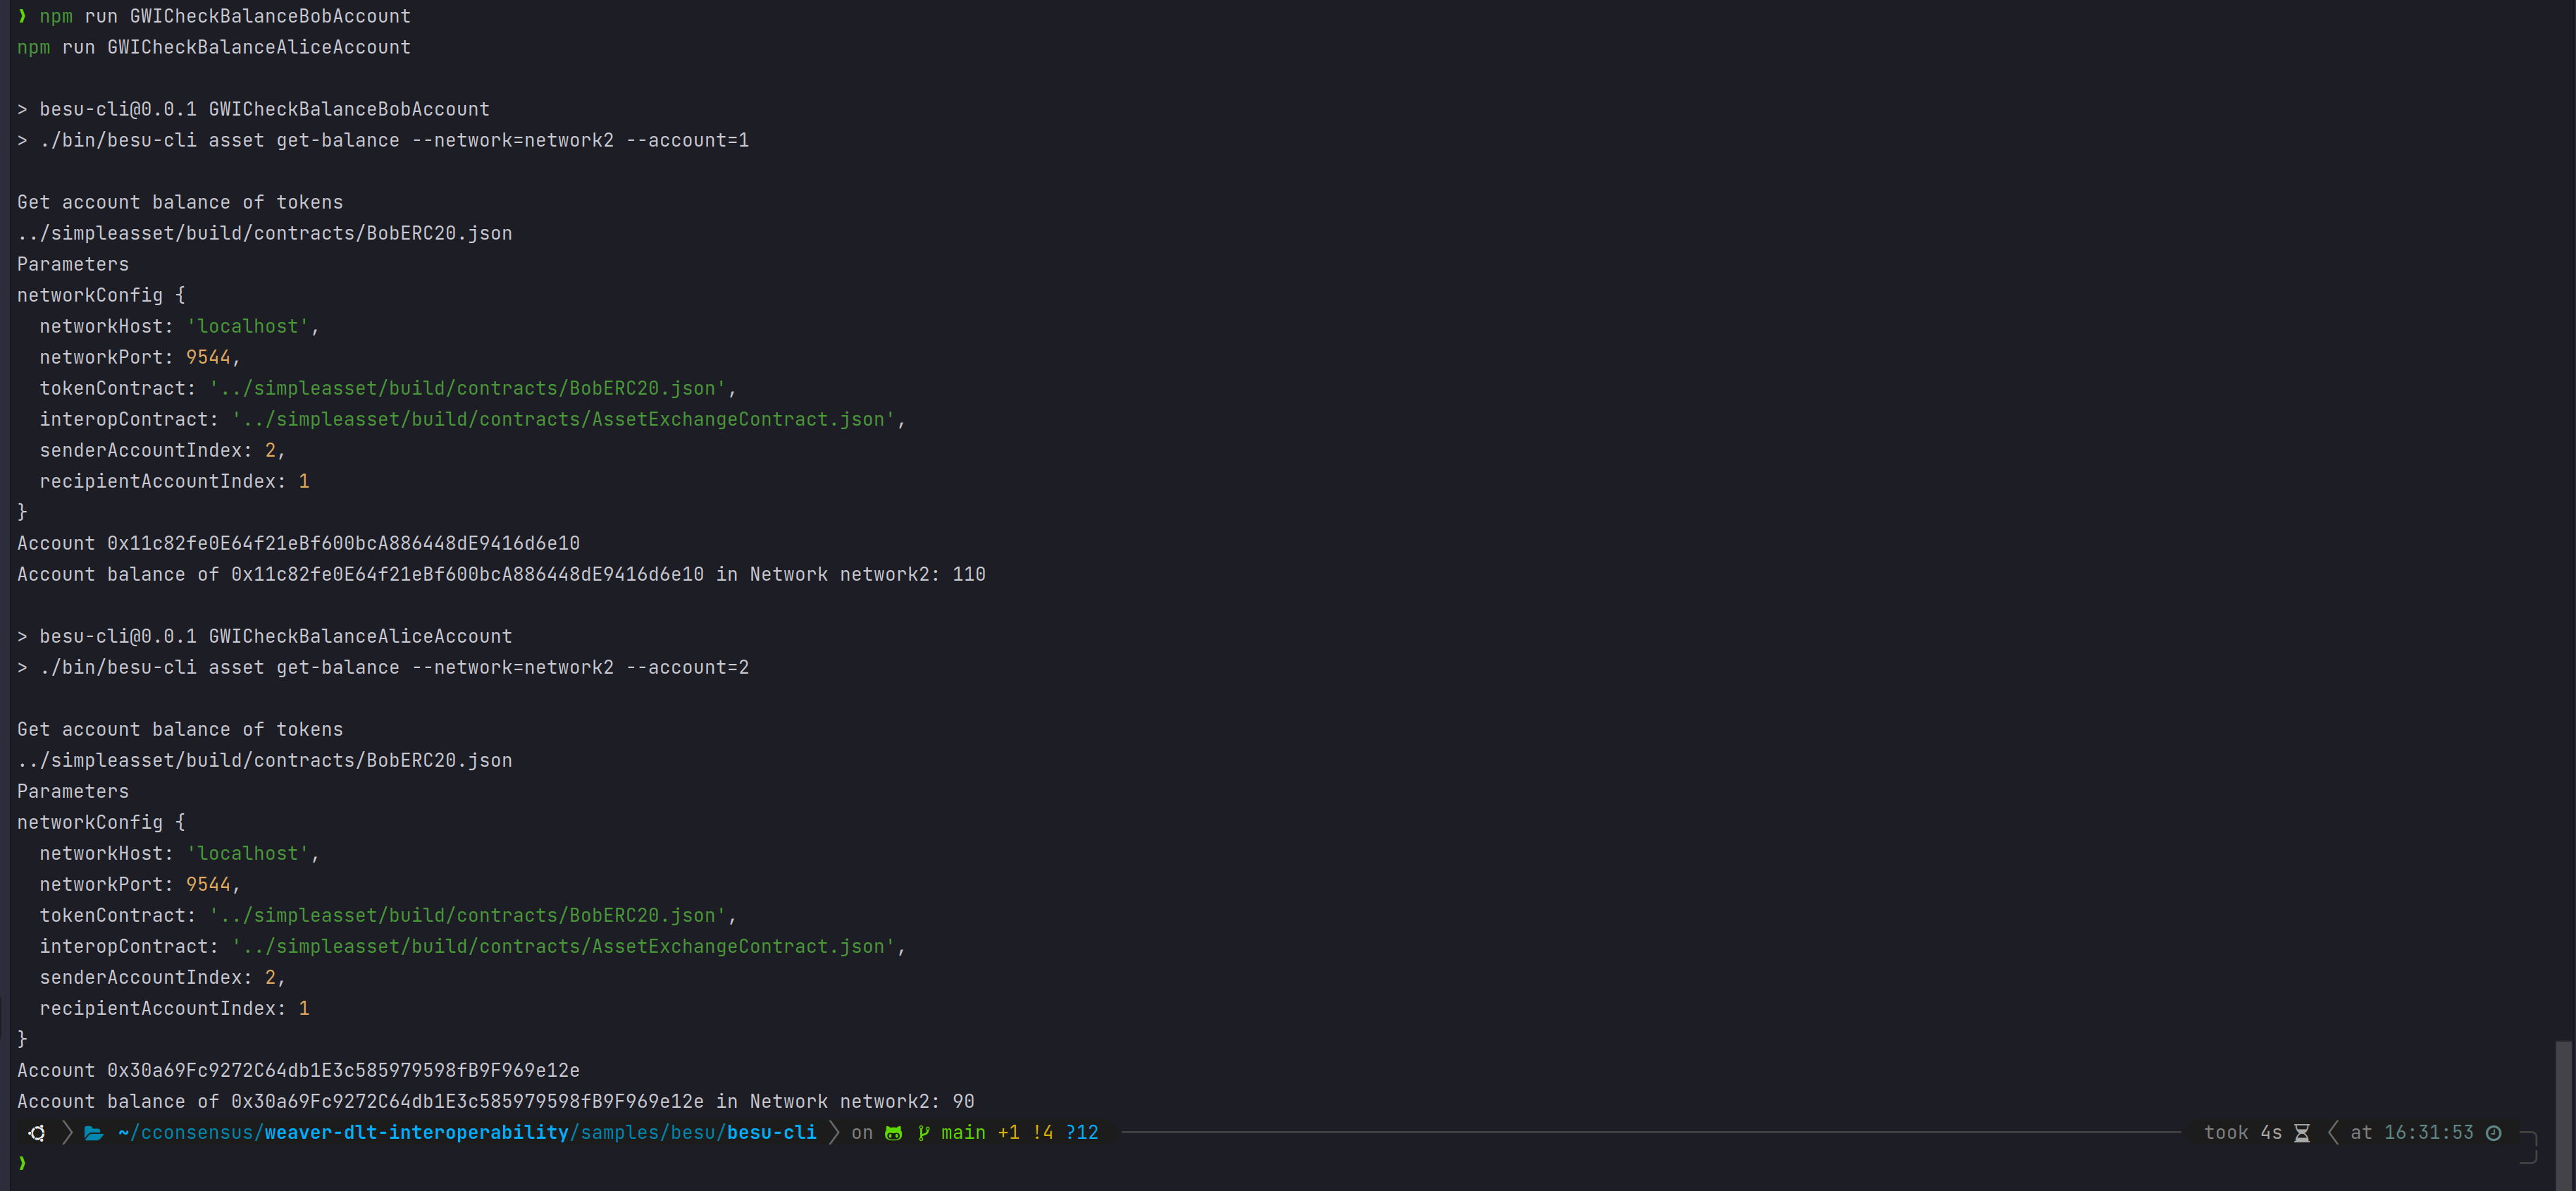 ❯ npm run GWICheckBalanceBobAccount
npm run GWICheckBalanceAliceAccount
> besu-cli@0.0.1 GWICheckBalanceBobAccount
> ./bin/besu-cli asset get-balance --network=network2 --account=1
Get account balance of tokens
../simpleasset/build/contracts/BobERC20.json
Parameters
networkConfig {
  networkHost: 'localhost',
  networkPort: 9544,
  tokenContract: '../simpleasset/build/contracts/BobERC20.json',
  interopContract: '../simpleasset/build/contracts/AssetExchangeContract.json',
  senderAccountIndex: 2,
  recipientAccountIndex: 1
}
Account 0x11c82fe0E64f21eBf600bcA886448dE9416d6e10
Account balance of 0x11c82fe0E64f21eBf600bcA886448dE9416d6e10 in Network network2: 110
> besu-cli@0.0.1 GWICheckBalanceAliceAccount
> ./bin/besu-cli asset get-balance --network=network2 --account=2
Get account balance of tokens
../simpleasset/build/contracts/BobERC20.json
Parameters
networkConfig {
  networkHost: 'localhost',
  networkPort: 9544,
  tokenContract: '../simpleasset/build/contracts/BobERC20.json',
  interopContract: '../simpleasset/build/contracts/AssetExchangeContract.json',
  senderAccountIndex: 2,
  recipientAccountIndex: 1
}
Account 0x30a69Fc9272C64db1E3c585979598fB9F969e12e
Account balance of 0x30a69Fc9272C64db1E3c585979598fB9F969e12e in Network network2: 90
~/cconsensus/weaver-dlt-interoperability/samples/besu/besu-cli on main +1 !4 ?12 took 4s at 16:31:53
❯